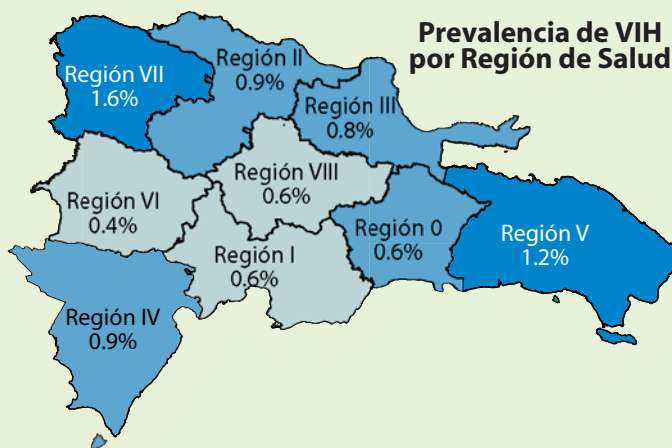 Prevalencia de VIH
por Región de Salud
Región VII
1.6%
Región II
0.9%
Región III
0.8%
Región VI
0.4%
Región VIII
0.6%
Región 0
0.6%
Región V
1.2%
Región I
0.6%
Región IV
0.9%